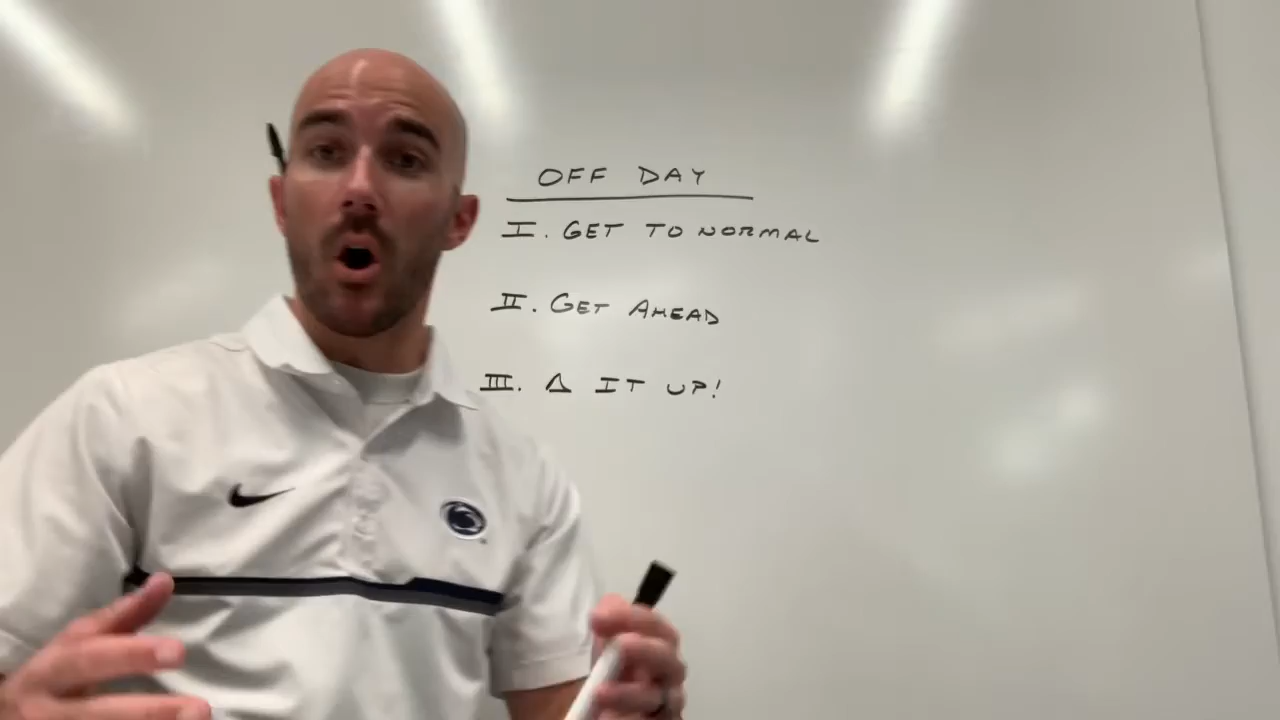 OFF DAY
I. GET TO NORMAL
II. GET AHEAD
III. Δ IT UP!